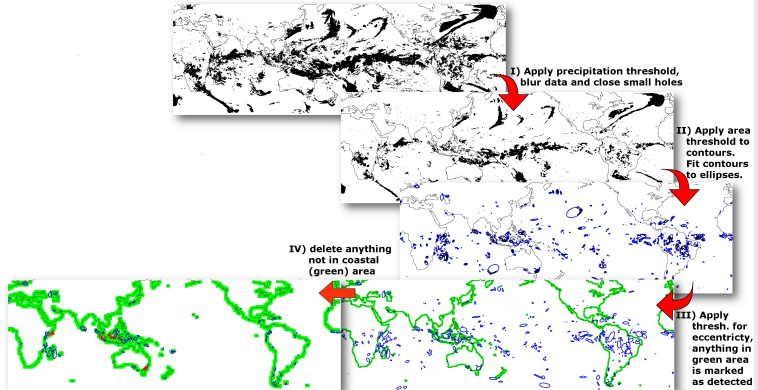 I) Apply precipitation threshold,
blur data and close small holes
II) Apply area
threshold to
contours.
Fit contours
to ellipses.
IV) delete anything
not in coastal
(green) area
III) Apply
thresh. for
eccentricty,
anything in
green area
is marked
as detected